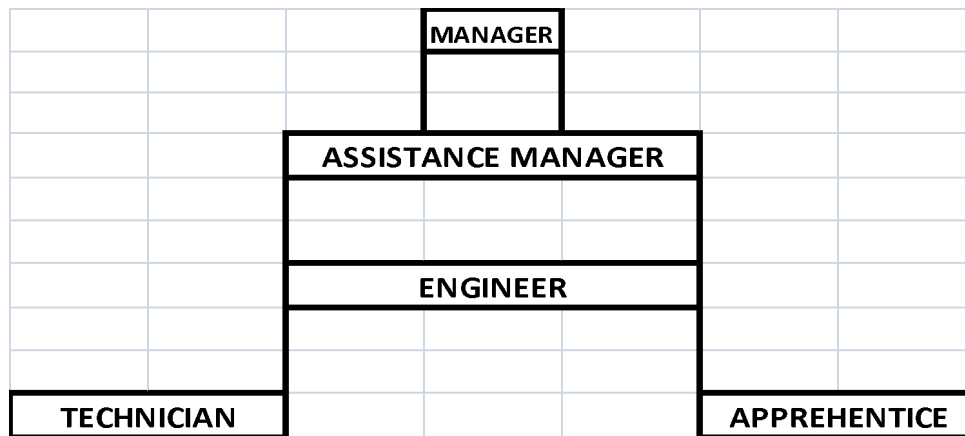 MANAGER
ASSISTANCE MANAGER
ENGINEER
TECHNICIAN
APPREHENTICE